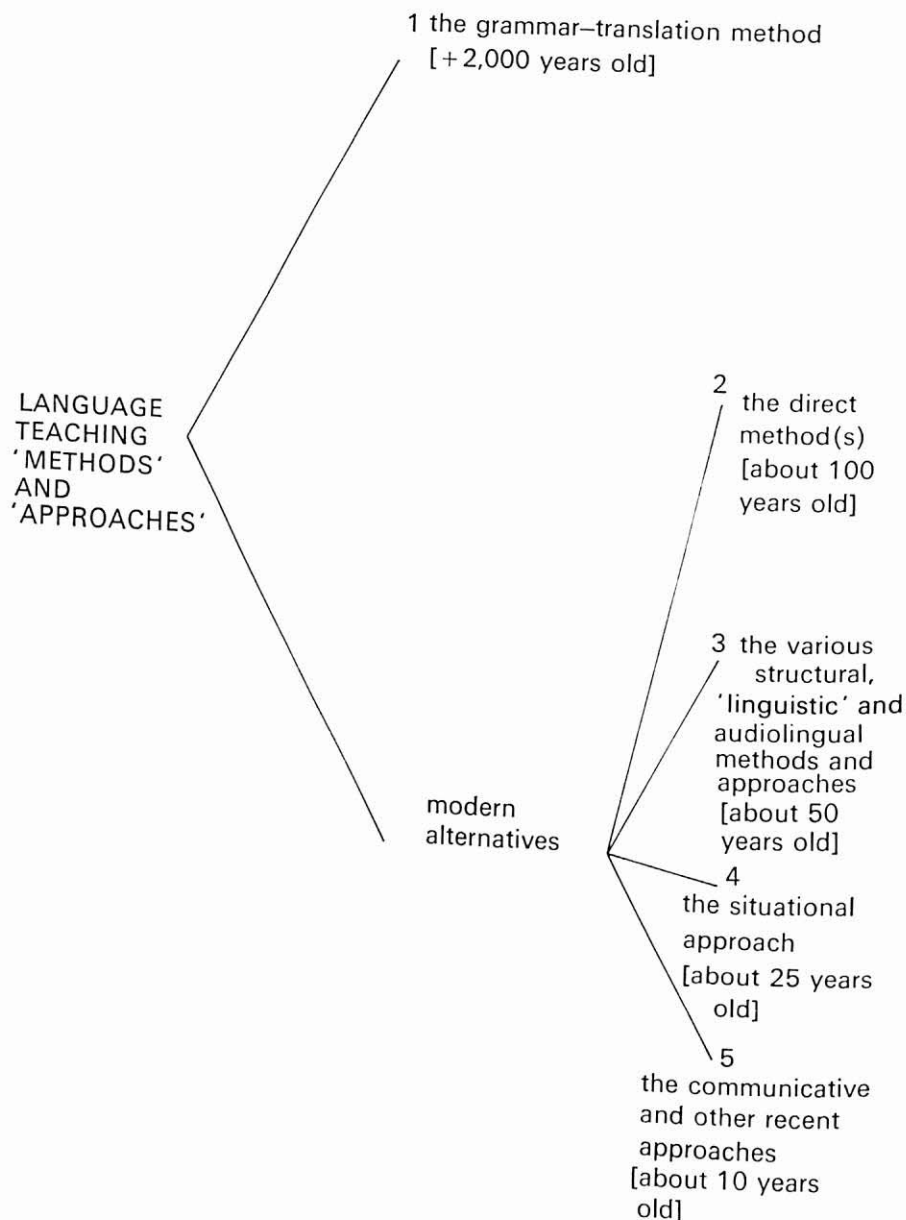 1 the grammar–translation method
[+2,000 years old]
LANGUAGE
TEACHING
'METHODS'
AND
'APPROACHES'
modern
alternatives
2
the direct
method(s)
[about 100
years old]
3 the various
structural,
'linguistic' and
audiolingual
methods and
approaches
[about 50
years old]
4
the situational
approach
[about 25 years
old]
5
the communicative
and other recent
approaches
[about 10 years
old]